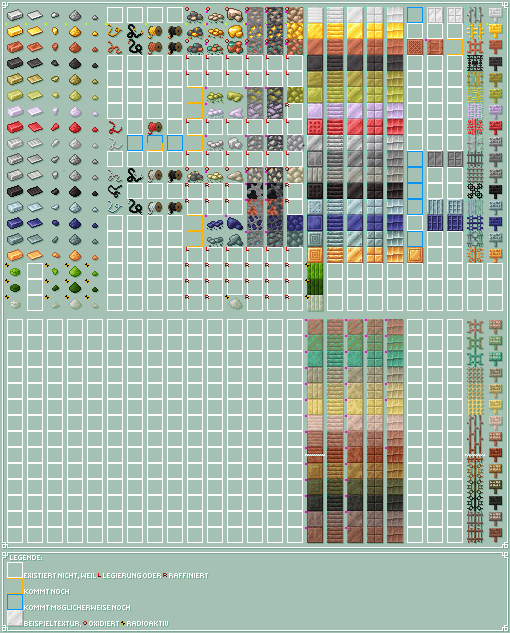 LEGENDE:
EXISTIERT NICHT, WEIL L LEGIERUNG ODER R RAFFINIERT
KOMMT NOCH
KOMMT MÖGLICHERWEISE NOCH
BEISPIELTEXTUR, O OXIDIERT RADIOAKTIV